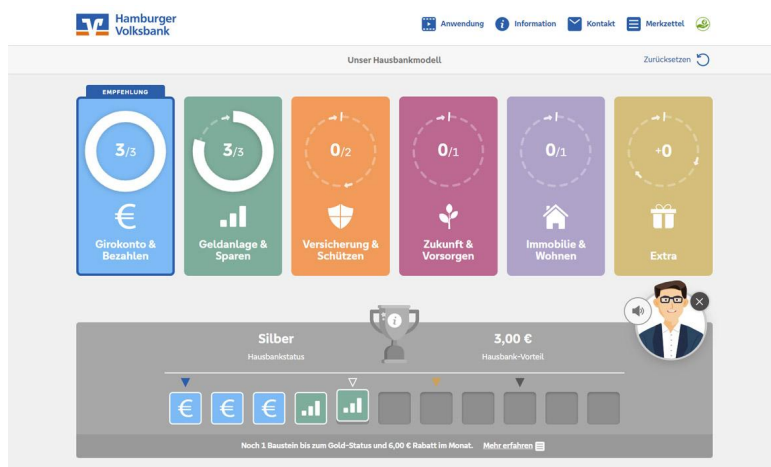 Hamburger
Volksbank
Anwendung
Information
Kontakt
Merkzettel
Unser Hausbankmodell
Zurücksetzen
EMPFEHLUNG
3/3
3/3
0/2
0/1
0/1
+0
Girokonto &
Bezahlen
Geldanlage &
Sparen
Versicherung &
Schützen
Zukunft &
Vorsorgen
Immobilie &
Wohnen
Extra
Silber
Hausbankstatus
3,00 €
Hausbank-Vorteil
Noch 1 Baustein bis zum Gold-Status und 6,00 € Rabatt im Monat.
Mehr erfahren